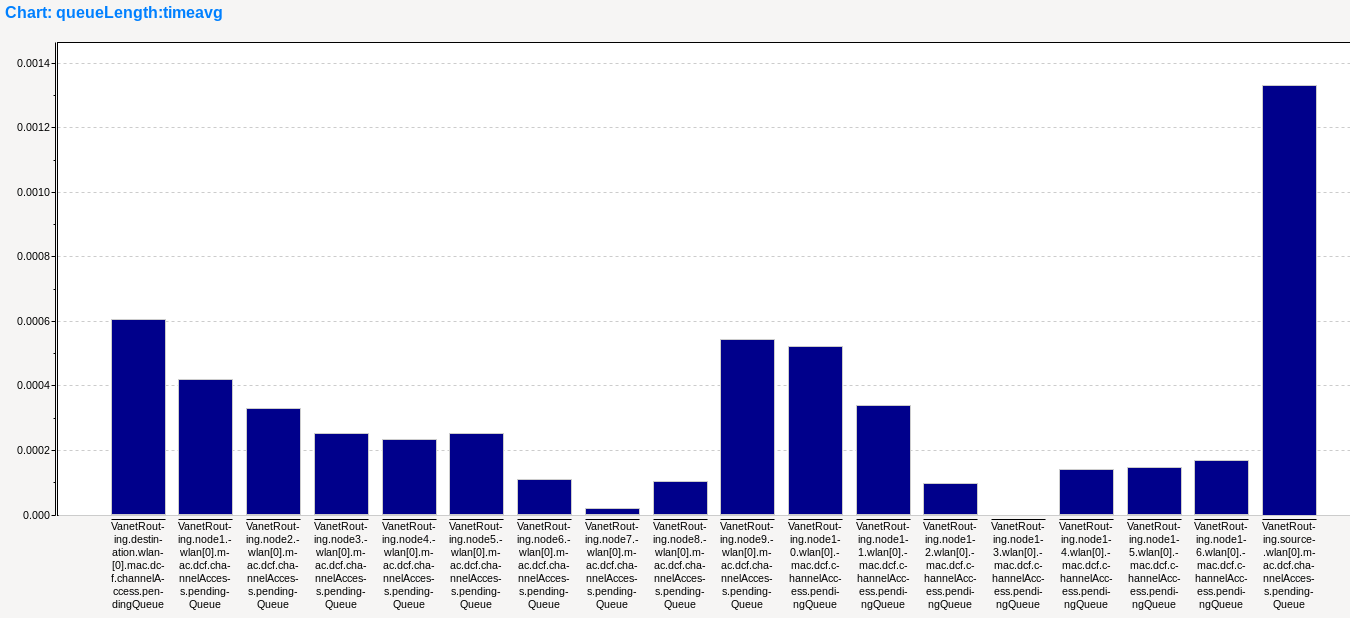 Chart: queueLength:timeavg
0.0014
0.0012
0.0010
0.0008
0.0006
0.0004
0.0002
0.000
VanetRout-
ing.destin-
ation.wlan-
[0].mac.dc-
f.channelA-
ccess.pen-
dingQueue
VanetRout-
ing.node1.-
wlan[0].m-
ac.dcf.cha-
nnelAcces-
s.pending-
Queue
VanetRout-
ing.node2.-
wlan[0].m-
ac.dcf.cha-
nnelAcces-
s.pending-
Queue
VanetRout-
ing.node3.-
wlan[0].m-
ac.dcf.cha-
nnelAcces-
s.pending-
Queue
VanetRout-
ing.node4.-
wlan[0].m-
ac.dcf.cha-
nnelAcces-
s.pending-
Queue
VanetRout-
ing.node5.-
wlan[0].m-
ac.dcf.cha-
nnelAcces-
s.pending-
Queue
VanetRout-
ing.node6.-
wlan[0].m-
ac.dcf.cha-
nnelAcces-
s.pending-
Queue
VanetRout-
ing.node7.-
wlan[0].m-
ac.dcf.cha-
nnelAcces-
s.pending-
Queue
VanetRout-
ing.node8.-
wlan[0].m-
ac.dcf.cha-
nnelAcces-
s.pending-
Queue
VanetRout-
ing.node9.-
wlan[0].m-
ac.dcf.cha-
nnelAcces-
s.pending-
Queue
VanetRout-
ing.node1-
0.wlan[0].-
mac.dcf.c-
hannelAcc-
ess.pendi-
ngQueue
VanetRout-
ing.node1-
1.wlan[0].-
mac.dcf.c-
hannelAcc-
ess.pendi-
ngQueue
VanetRout-
ing.node1-
2.wlan[0].-
mac.dcf.c-
hannelAcc-
ess.pendi-
ngQueue
VanetRout-
ing.node1-
3.wlan[0].-
mac.dcf.c-
hannelAcc-
ess.pendi-
ngQueue
VanetRout-
ing.node1-
4.wlan[0].-
mac.dcf.c-
hannelAcc-
ess.pendi-
ngQueue
VanetRout-
ing.node1-
5.wlan[0].-
mac.dcf.c-
hannelAcc-
ess.pendi-
ngQueue
VanetRout-
ing.node1-
6.wlan[0].-
mac.dcf.c-
hannelAcc-
ess.pendi-
ngQueue
VanetRout-
ing.source-
.wlan[0].m-
ac.dcf.cha-
nnelAcces-
s.pending-
Queue